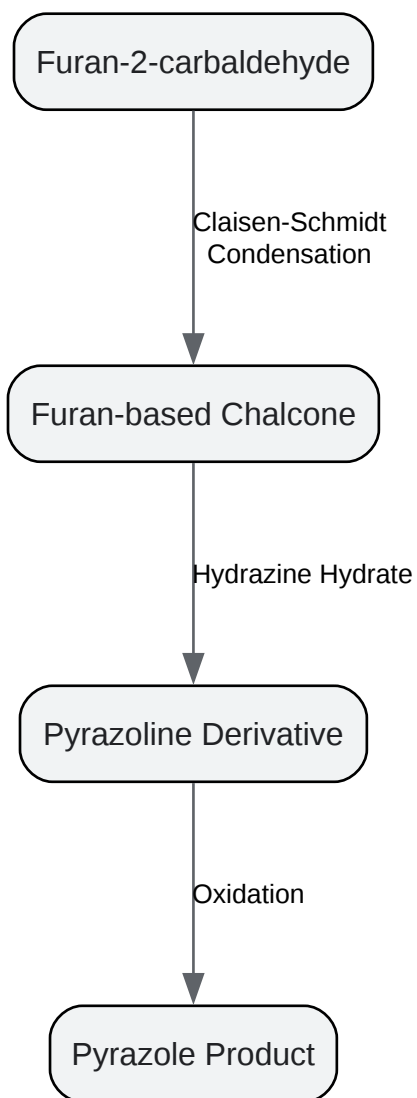 Furan-2-carbaldehyde
Claisen-Schmidt
Condensation
Furan-based Chalcone
Hydrazine Hydrate
Pyrazoline Derivative
Oxidation
Pyrazole Product